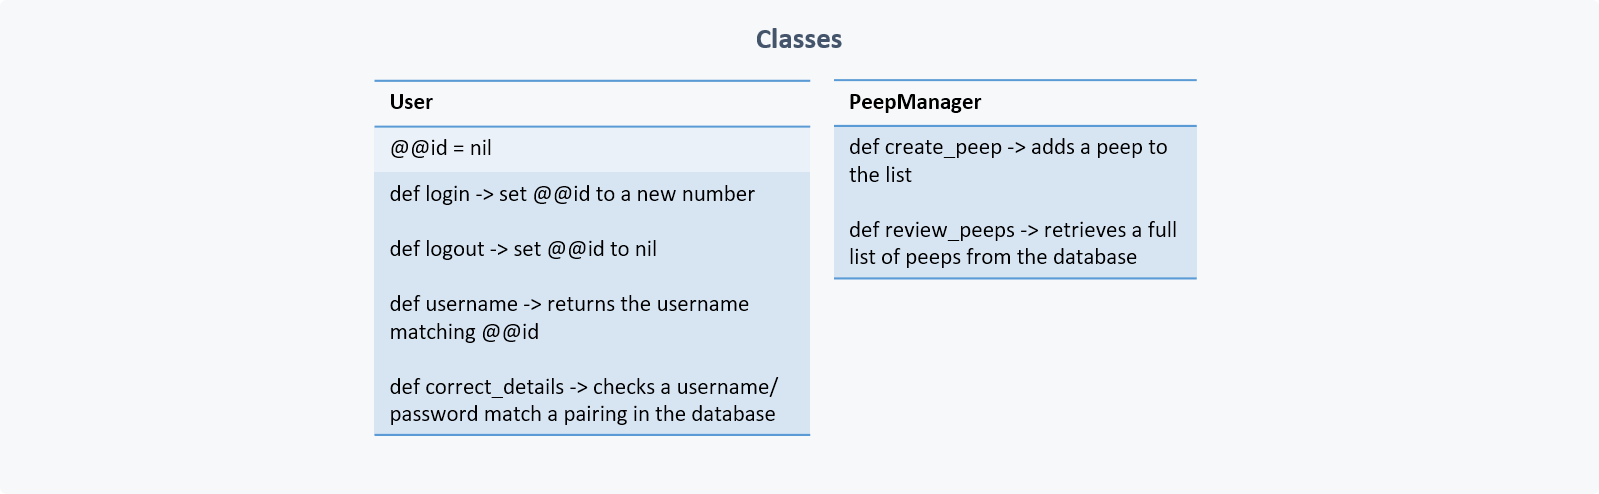 Classes
User
@@id = nil
def login -> set @@id to a new number
def logout -> set @@id to nil
def username -> returns the username
matching @@id
def correct_details -> checks a username/
password match a pairing in the database
PeepManager
def create_peep -> adds a peep to
the list
def review_peeps -> retrieves a full
list of peeps from the database